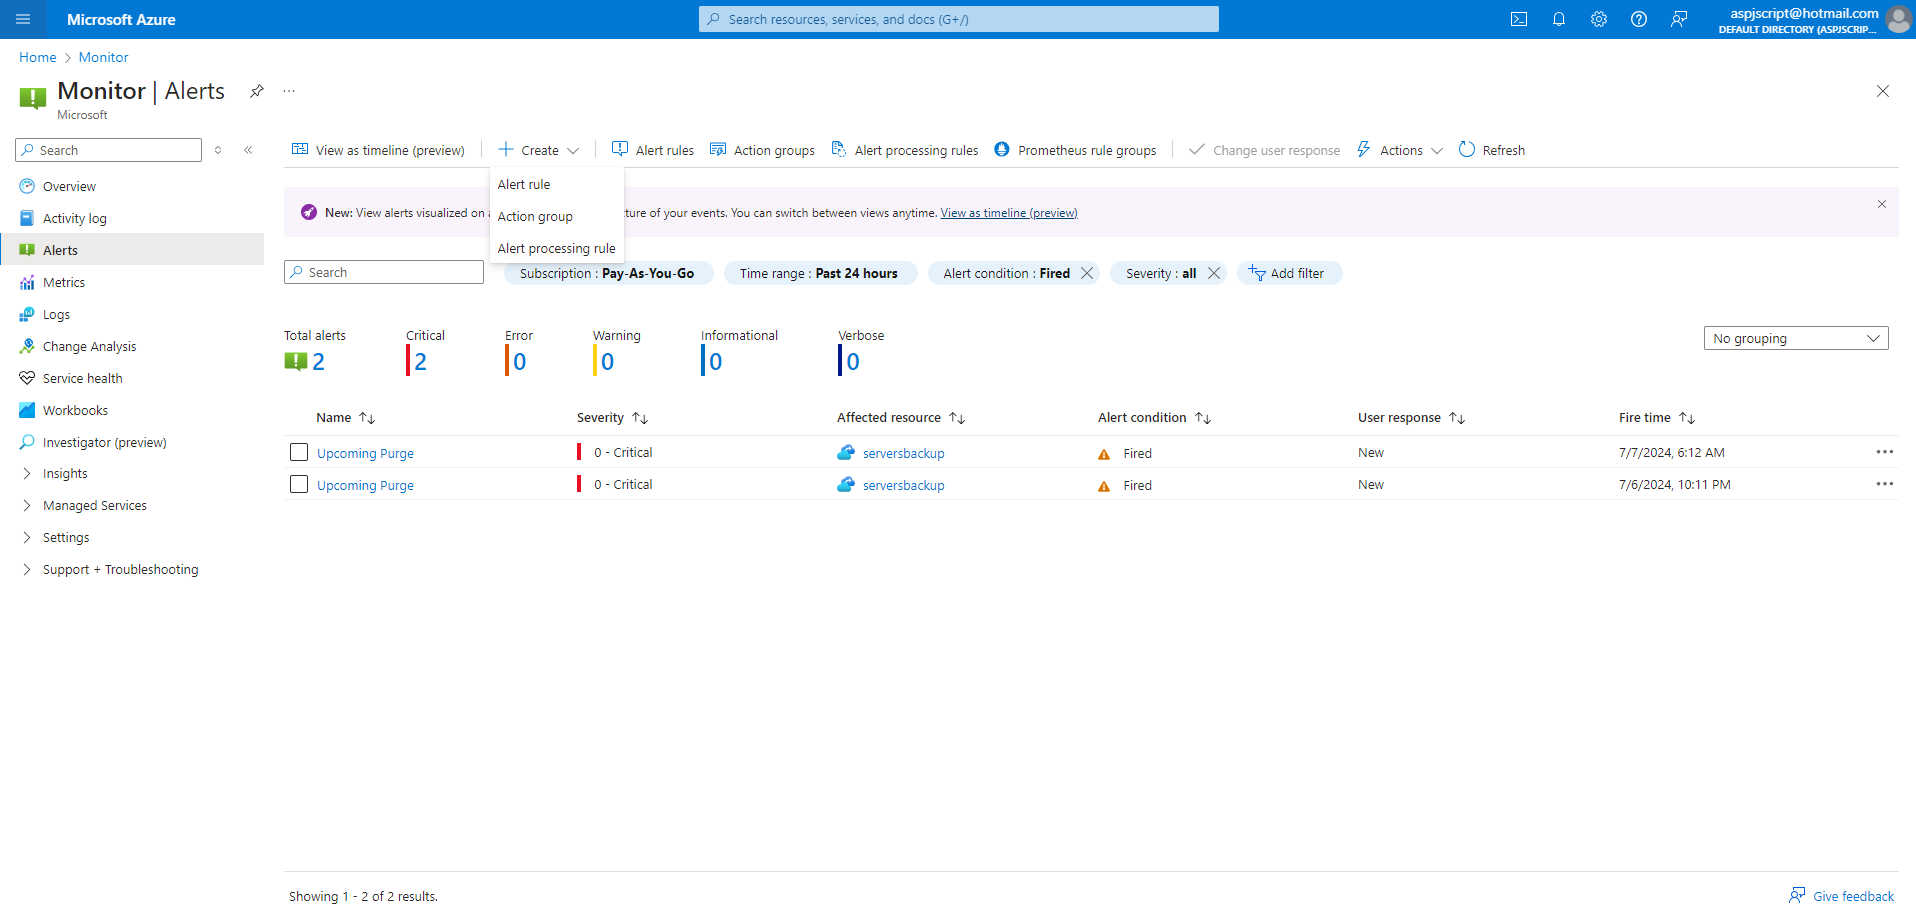 Microsoft Azure
Search resources, services, and docs (G+/)
aspjscript@hotmail.com
DEFAULT DIRECTORY (ASPJSCRIP...
Home > Monitor
Monitor | Alerts
...
Microsoft
Search
«
Overview
Activity log
Alerts
Metrics
Logs
Change Analysis
Service health
Workbooks
Investigator (preview)
Insights
Managed Services
Settings
Support + Troubleshooting
View as timeline (preview)
Create
Alert rules
Action groups
Alert processing rules
Prometheus rule groups
Change user response
Actions
Refresh
Alert rule
Action group
Alert processing rule
New: View alerts visualized on
of your events. You can switch between views anytime. View as timeline (preview)
Search
Subscription : Pay-As-You-Go
Time range : Past 24 hours
Alert condition : Fired
Severity : all
Add filter
Total alerts
2
Critical
2
Error
0
Warning
0
Informational
0
Verbose
0
No grouping
Name Severity Affected resource Alert condition User response Fire time
Upcoming Purge 0 - Critical serversbackup Fired New 7/7/2024, 6:12 AM
Upcoming Purge 0 - Critical serversbackup Fired New 7/6/2024, 10:11 PM
Showing 1 - 2 of 2 results.
Give feedback